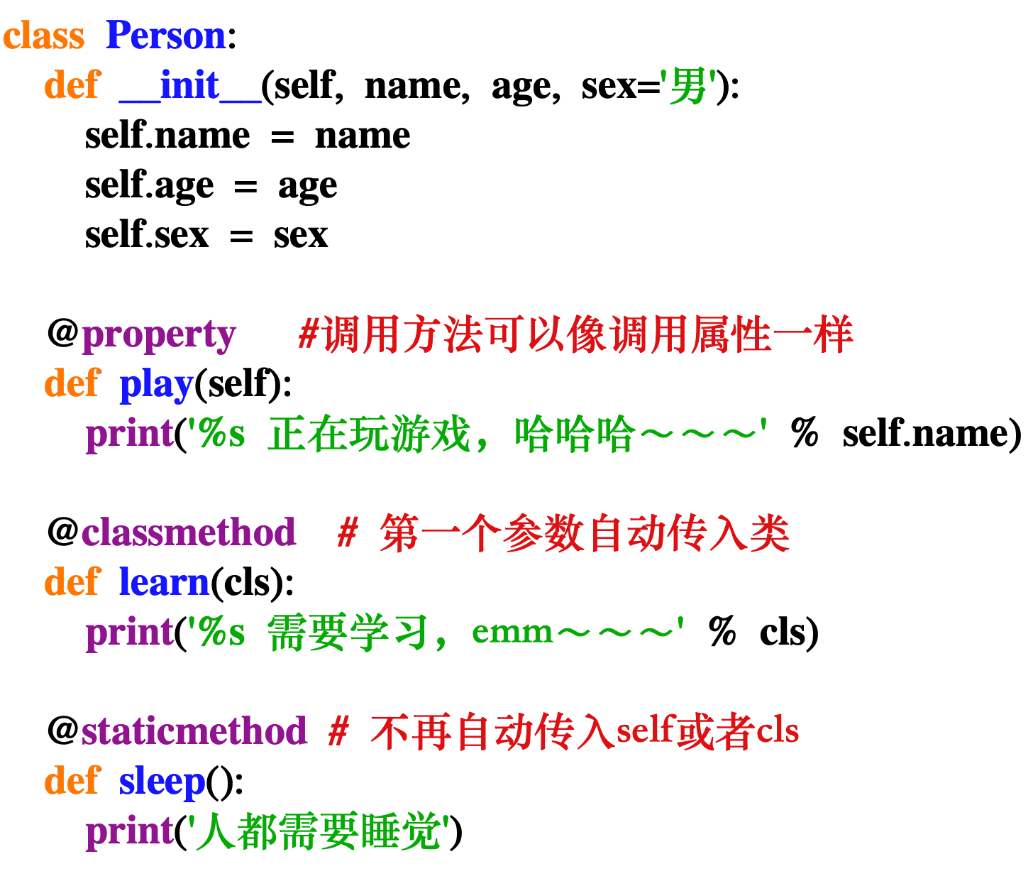 class Person:
  def __init__(self, name, age, sex='男'):
    self.name = name
    self.age = age
    self.sex = sex

  @property   #调用方法可以像调用属性一样
  def play(self):
    print('%s 正在玩游戏，哈哈哈～～～' % self.name)

  @classmethod  # 第一个参数自动传入类
  def learn(cls):
    print('%s 需要学习，emm～～～' % cls)

  @staticmethod # 不再自动传入self或者cls
  def sleep():
    print('人都需要睡觉')